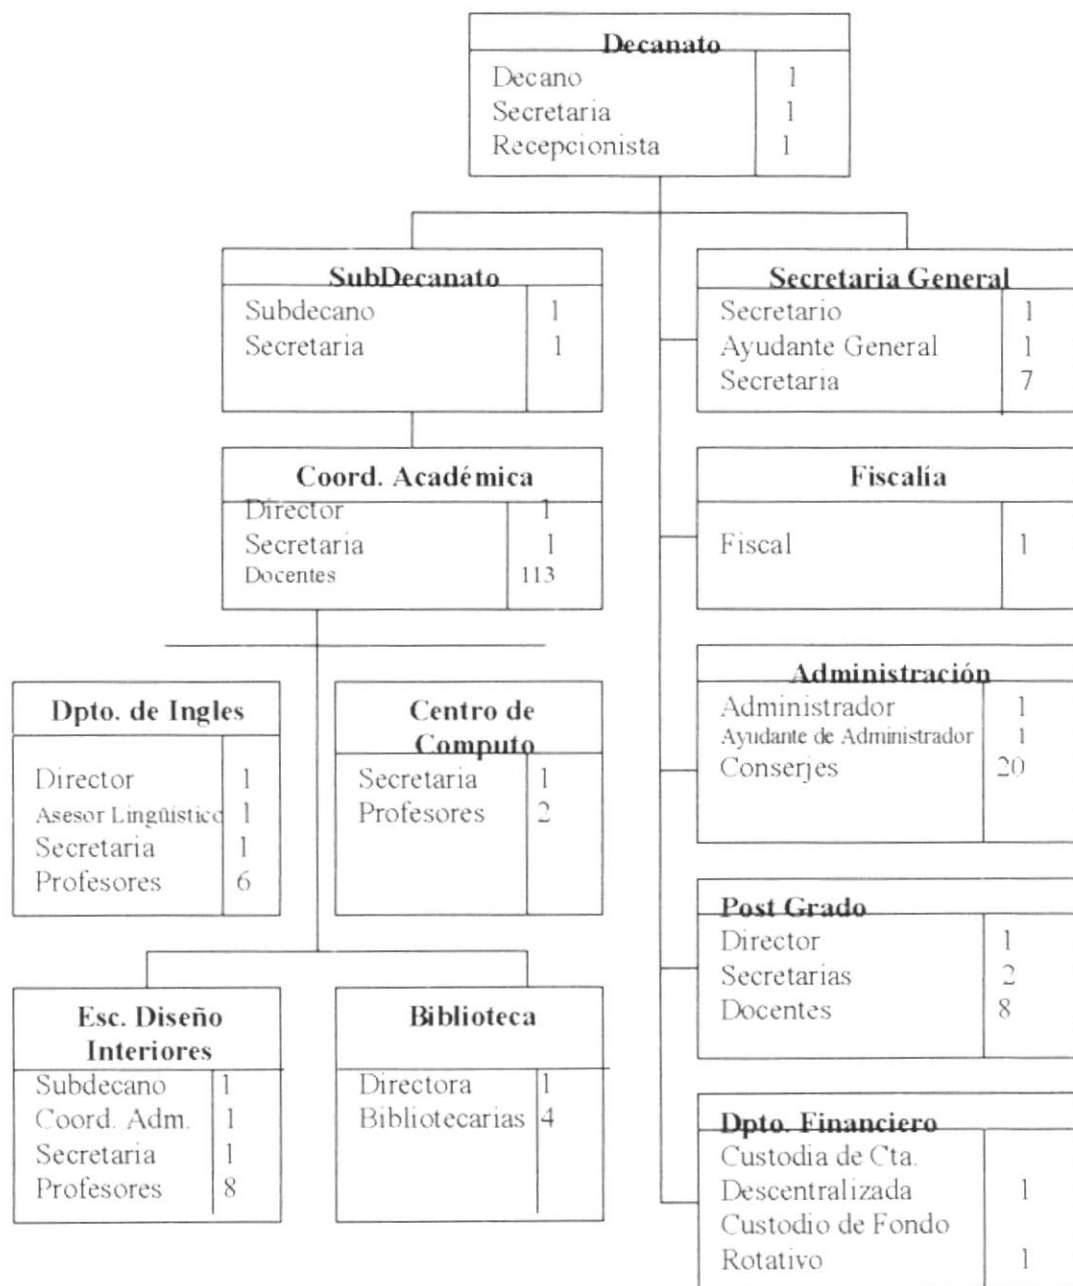 Decanato
Decano 1
Secretaria 1
Recepcionista 1
SubDecanato
Subdecano 1
Secretaria 1
Secretaria General
Secretario 1
Ayudante General 1
Secretaria 7
Coord. Académica
Director 1
Secretaria 1
Docentes 113
Fiscalía
Fiscal 1
Dpto. de Ingles
Director 1
Asesor Lingüístico 1
Secretaria 1
Profesores 6
Centro de
Computo
Secretaria 1
Profesores 2
Administración
Administrador 1
Ayudante de Administrador 1
Conserjes 20
Post Grado
Director 1
Secretarias 2
Docentes 8
Esc. Diseño
Interiores
Subdecano 1
Coord. Adm. 1
Secretaria 1
Profesores 8
Biblioteca
Directora 1
Bibliotecarias 4
Dpto. Financiero
Custodia de Cta.
Descentralizada 1
Custodio de Fondo
Rotativo 1